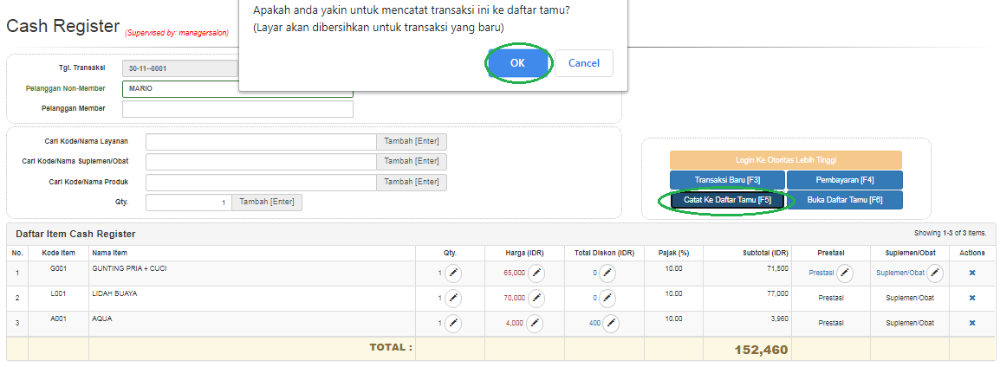 Apakah anda yakin untuk mencatat transaksi ini ke daftar tamu?
(Layar akan dibersihkan untuk transaksi yang baru)
OK Cancel
Cash Register (Supervised by: managersalon)
Tgl. Transaksi 30-11--0001
Pelanggan Non-Member MARIO
Pelanggan Member
Cari Kode/Nama Layanan Tambah [Enter]
Cari Kode/Nama Suplemen/Obat Tambah [Enter]
Cari Kode/Nama Produk Tambah [Enter]
Qty. 1 Tambah [Enter]
Login Ke Otoritas Lebih Tinggi
Transaksi Baru [F3] Pembayaran [F4]
Catat Ke Daftar Tamu [F5] Buka Daftar Tamu [F6]
Daftar Item Cash Register Showing 1-3 of 3 items.
No. Kode Item Nama Item Qty. Harga (IDR) Total Diskon (IDR) Pajak (%) Subtotal (IDR) Prestasi Suplemen/Obat Actions
1 G001 GUNTING PRIA + CUCI 1 65,000 0 10.00 71,500 Prestasi Suplemen/Obat
2 L001 LIDAH BUAYA 1 70,000 0 10.00 77,000 Prestasi Suplemen/Obat
3 A001 AQUA 1 4,000 400 10.00 3,960 Prestasi Suplemen/Obat
TOTAL : 152,460